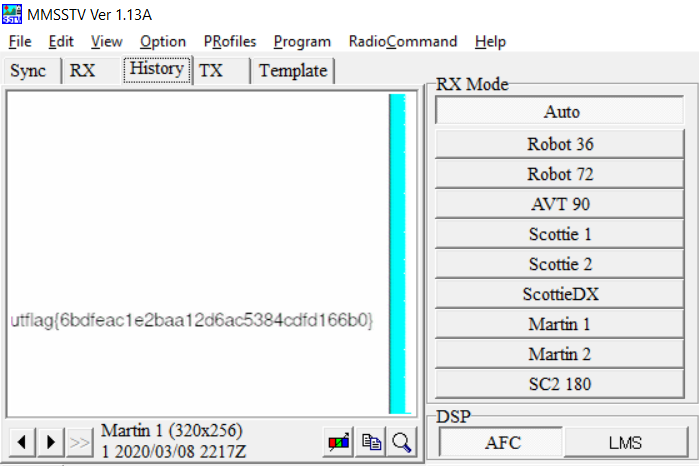 MMSSTV Ver 1.13A
File Edit View Option PRofiles Program RadioCommand Help
Sync RX History TX Template
RX Mode
Auto
Robot 36
Robot 72
AVT 90
Scottie 1
Scottie 2
ScottieDX
Martin 1
Martin 2
SC2 180
utflag{6bdfeac1e2baa12d6ac5384cdfd166b0}
>> Martin 1 (320x256)
1 2020/03/08 2217Z
DSP
AFC LMS